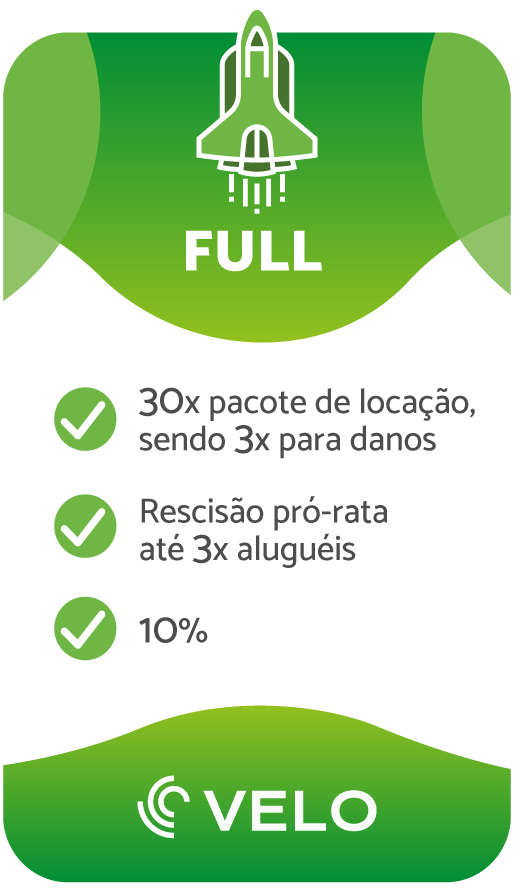 FULL
30x pacote de locação,
sendo 3x para danos
Rescisão pró-rata
até 3x aluguéis
10%
VELO